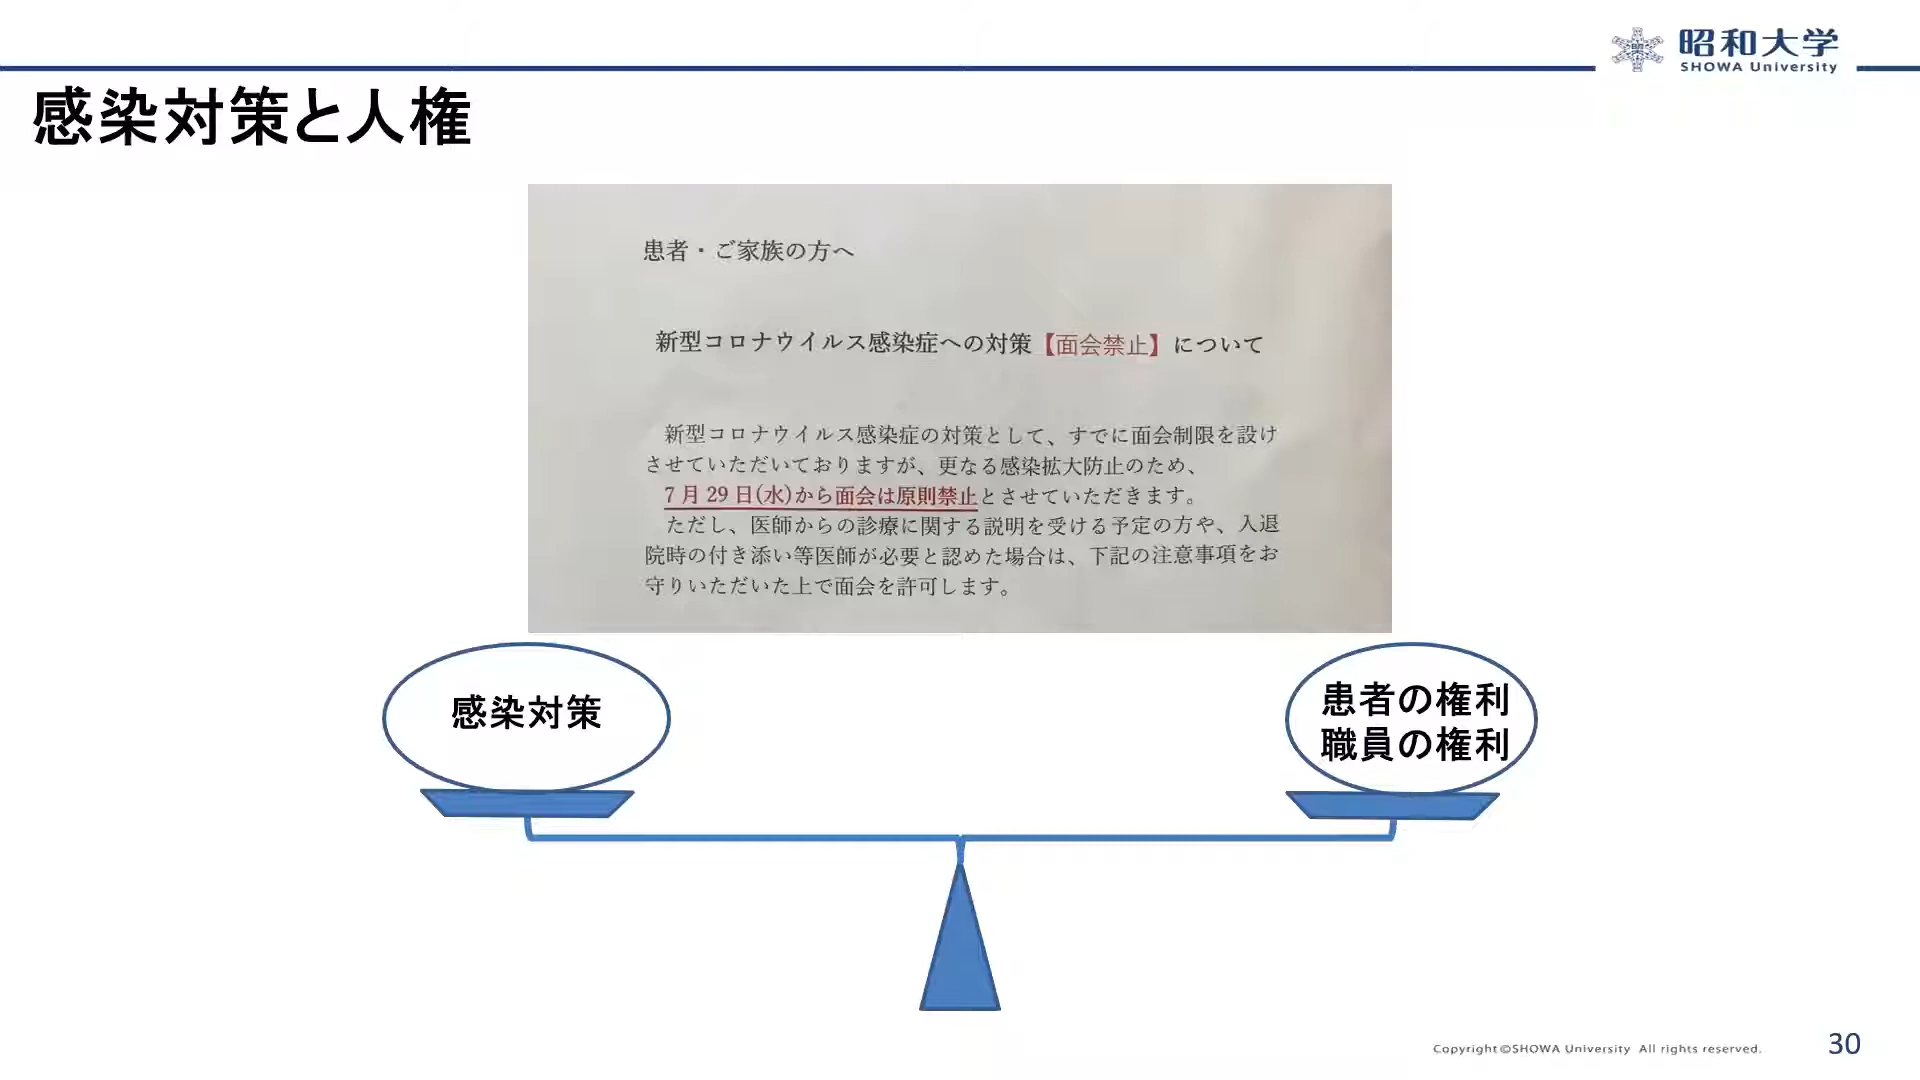 昭和大学
SHOWA University
感染対策と人権
患者・ご家族の方へ
新型コロナウイルス感染症への対策【面会禁止】について
新型コロナウイルス感染症の対策として、すでに面会制限を設け
させていただいておりますが、更なる感染拡大防止のため、
7月29日(水)から面会は原則禁止とさせていただきます。
ただし、医師からの診療に関する説明を受ける予定の方や、入退
院時の付き添い等医師が必要と認めた場合は、下記の注意事項をお
守りいただいた上で面会を許可します。
感染対策
患者の権利
職員の権利
Copyright©SHOWA University All rights reserved.
30